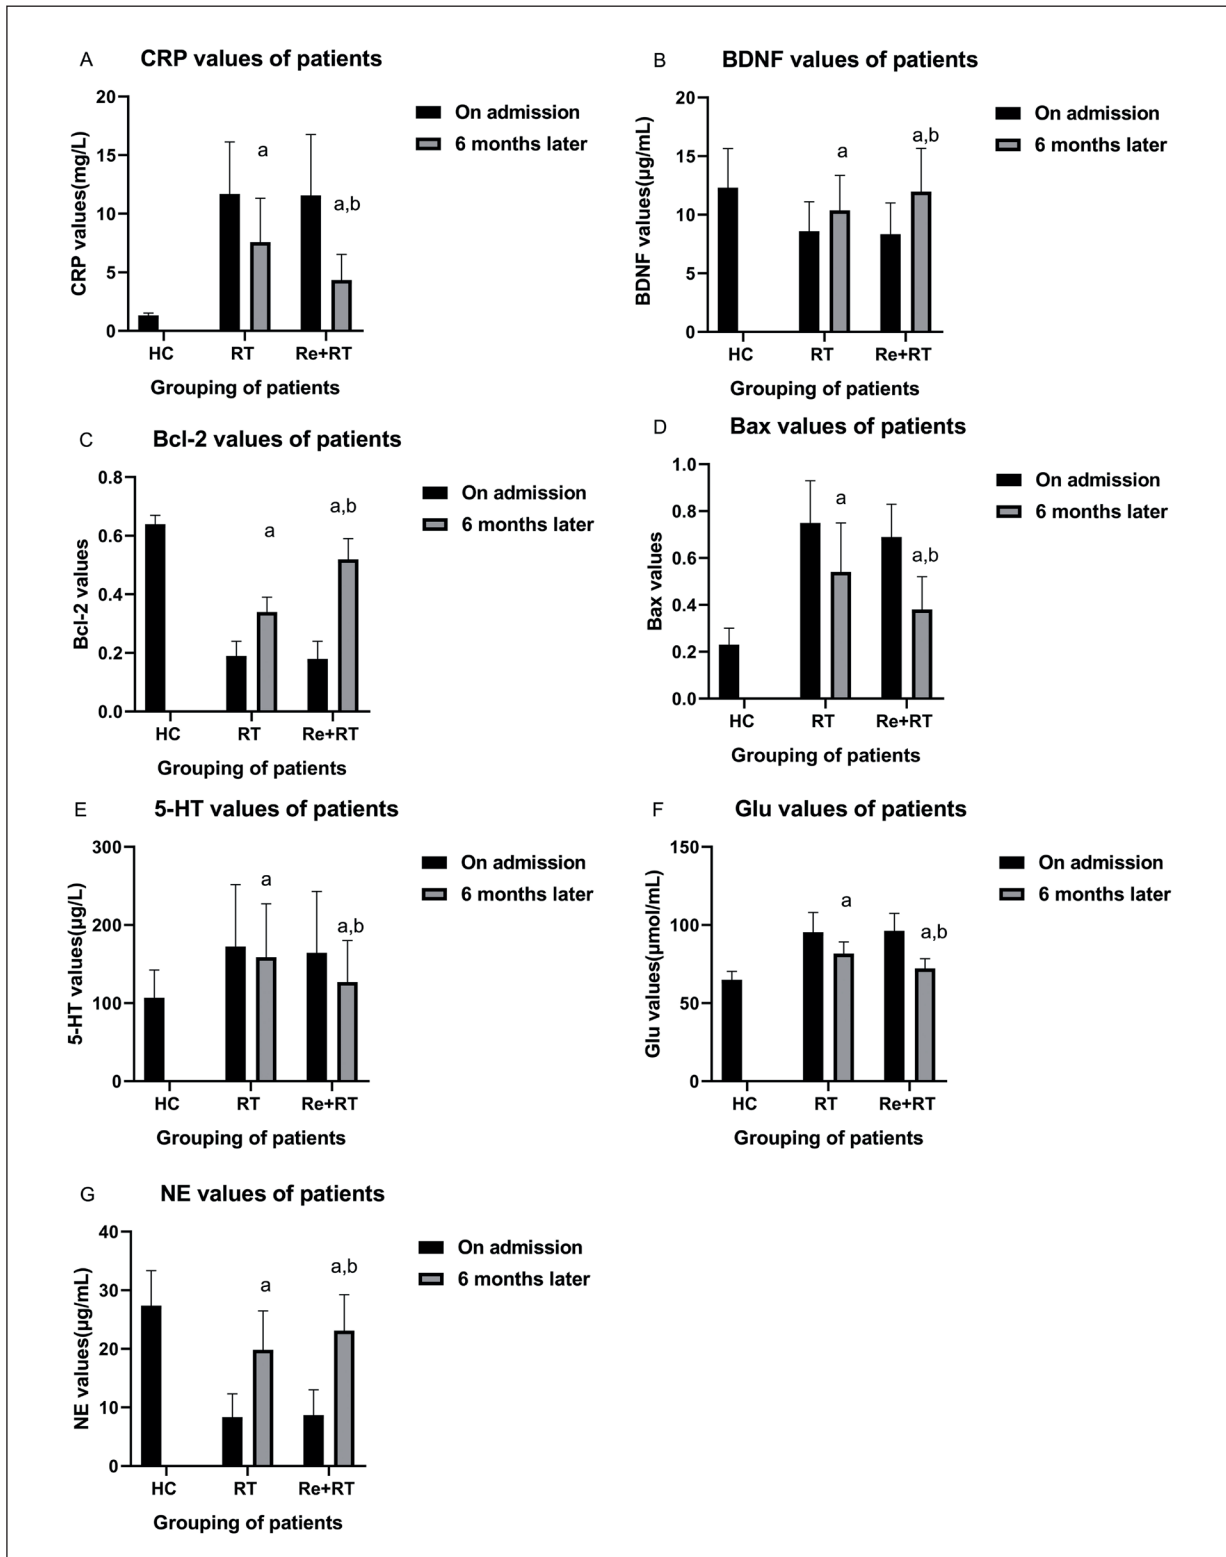 A CRP values of patients
CRP values(mg/L)
20
15
10
5
0
a
a,b
HC RT Re+RT
Grouping of patients
On admission
6 months later
B BDNF values of patients
BDNF values(μg/mL)
20
15
10
5
0
a
a,b
HC RT Re+RT
Grouping of patients
On admission
6 months later
C Bcl-2 values of patients
Bcl-2 values
0.8
0.6
0.4
0.2
0.0
a
a,b
HC RT Re+RT
Grouping of patients
On admission
6 months later
D Bax values of patients
Bax values
1.0
0.8
0.6
0.4
0.2
0.0
a
a,b
HC RT Re+RT
Grouping of patients
On admission
6 months later
E 5-HT values of patients
5-HT values(μg/L)
300
200
100
0
a
a,b
HC RT Re+RT
Grouping of patients
On admission
6 months later
F Glu values of patients
Glu values(μmol/mL)
150
100
50
0
a
a,b
HC RT Re+RT
Grouping of patients
On admission
6 months later
G NE values of patients
NE values(μg/mL)
40
30
20
10
0
a
a,b
HC RT Re+RT
Grouping of patients
On admission
6 months later